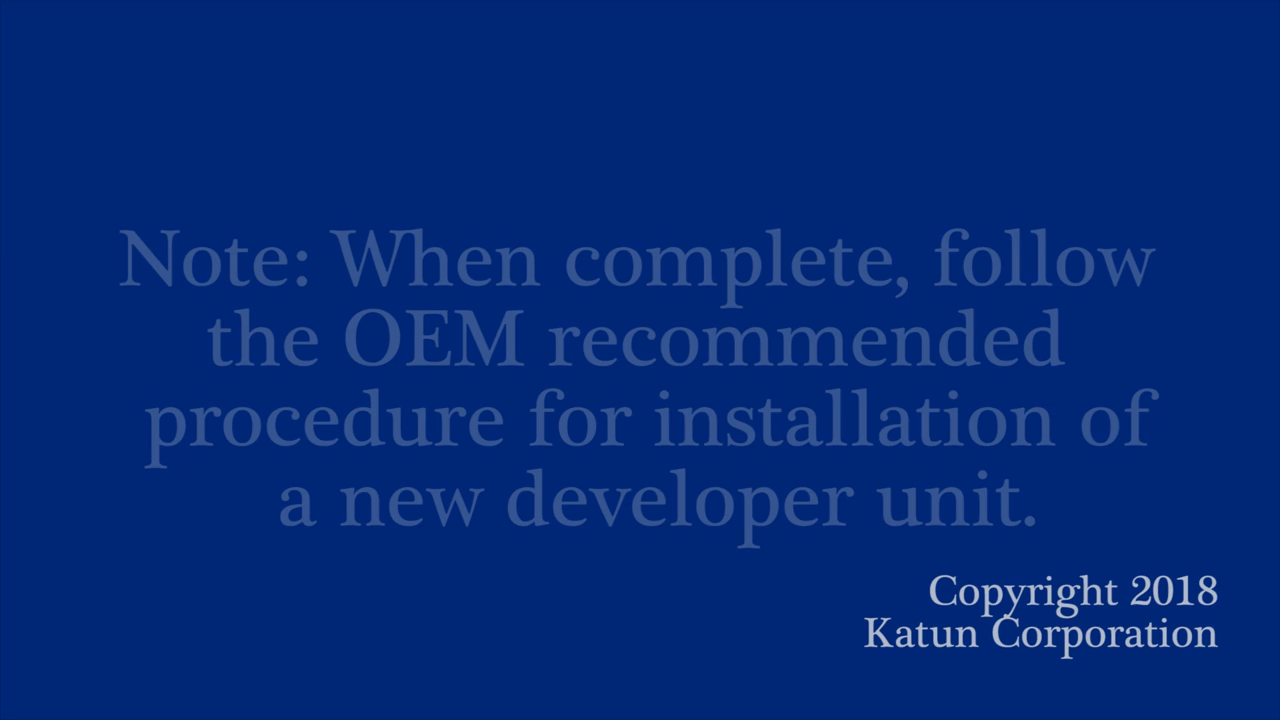 Note: When complete, follow
the OEM recommended
procedure for installation of
a new developer unit.
Copyright 2018
Katun Corporation